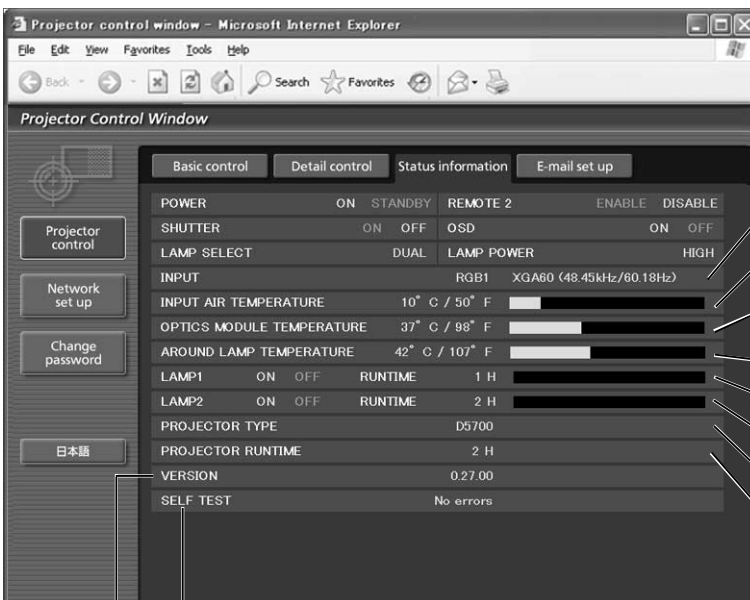 Projector control window - Microsoft Internet Explorer
File Edit View Favorites Tools Help
Back Search Favorites
Projector Control Window
Basic control Detail control Status information E-mail set up
Projector control
Network set up
Change password
日本語
POWER ON STANDBY REMOTE 2 ENABLE DISABLE
SHUTTER ON OFF OSD ON OFF
LAMP SELECT DUAL LAMP POWER HIGH
INPUT RGB1 XGA60 (48.45kHz/60.18Hz)
INPUT AIR TEMPERATURE 10° C / 50° F
OPTICS MODULE TEMPERATURE 37° C / 98° F
AROUND LAMP TEMPERATURE 42° C / 107° F
LAMP1 ON OFF RUNTIME 1 H
LAMP2 ON OFF RUNTIME 2 H
PROJECTOR TYPE D5700
PROJECTOR RUNTIME 2 H
VERSION 0.27.00
SELF TEST No errors